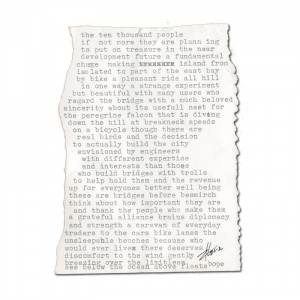 the ten thousand people
if not more they are planning
to put on treasure in the near
development future a fundamental
change making island from
isolated to part of the east bay
by bike a pleasant ride all hill
in one way a strange experiment
but beautiful with many users who
regard the bridge with a much beloved
sincerity about its usefull nest for
the peregrine falcon that is diving
down the hill at breakneck speeds
on a bicycle though there are
real birds and the decision
to actually build the city
envisioned by engineers
with different expertise
and interests than those
who build bridges with trolls
to help hold them and the revenue
up for everyones better well being
these are bridges before besmirch
think about how important they are
and thank the people who make them
a grateful alliance brains diplomacy
and strength a caravan of everyday
traders to the cars bike lanes the
unsleepable benches because who
would ever live there deserves
discomfort to the wind gently
breezing over the limitless
see below the ocean above floats hope